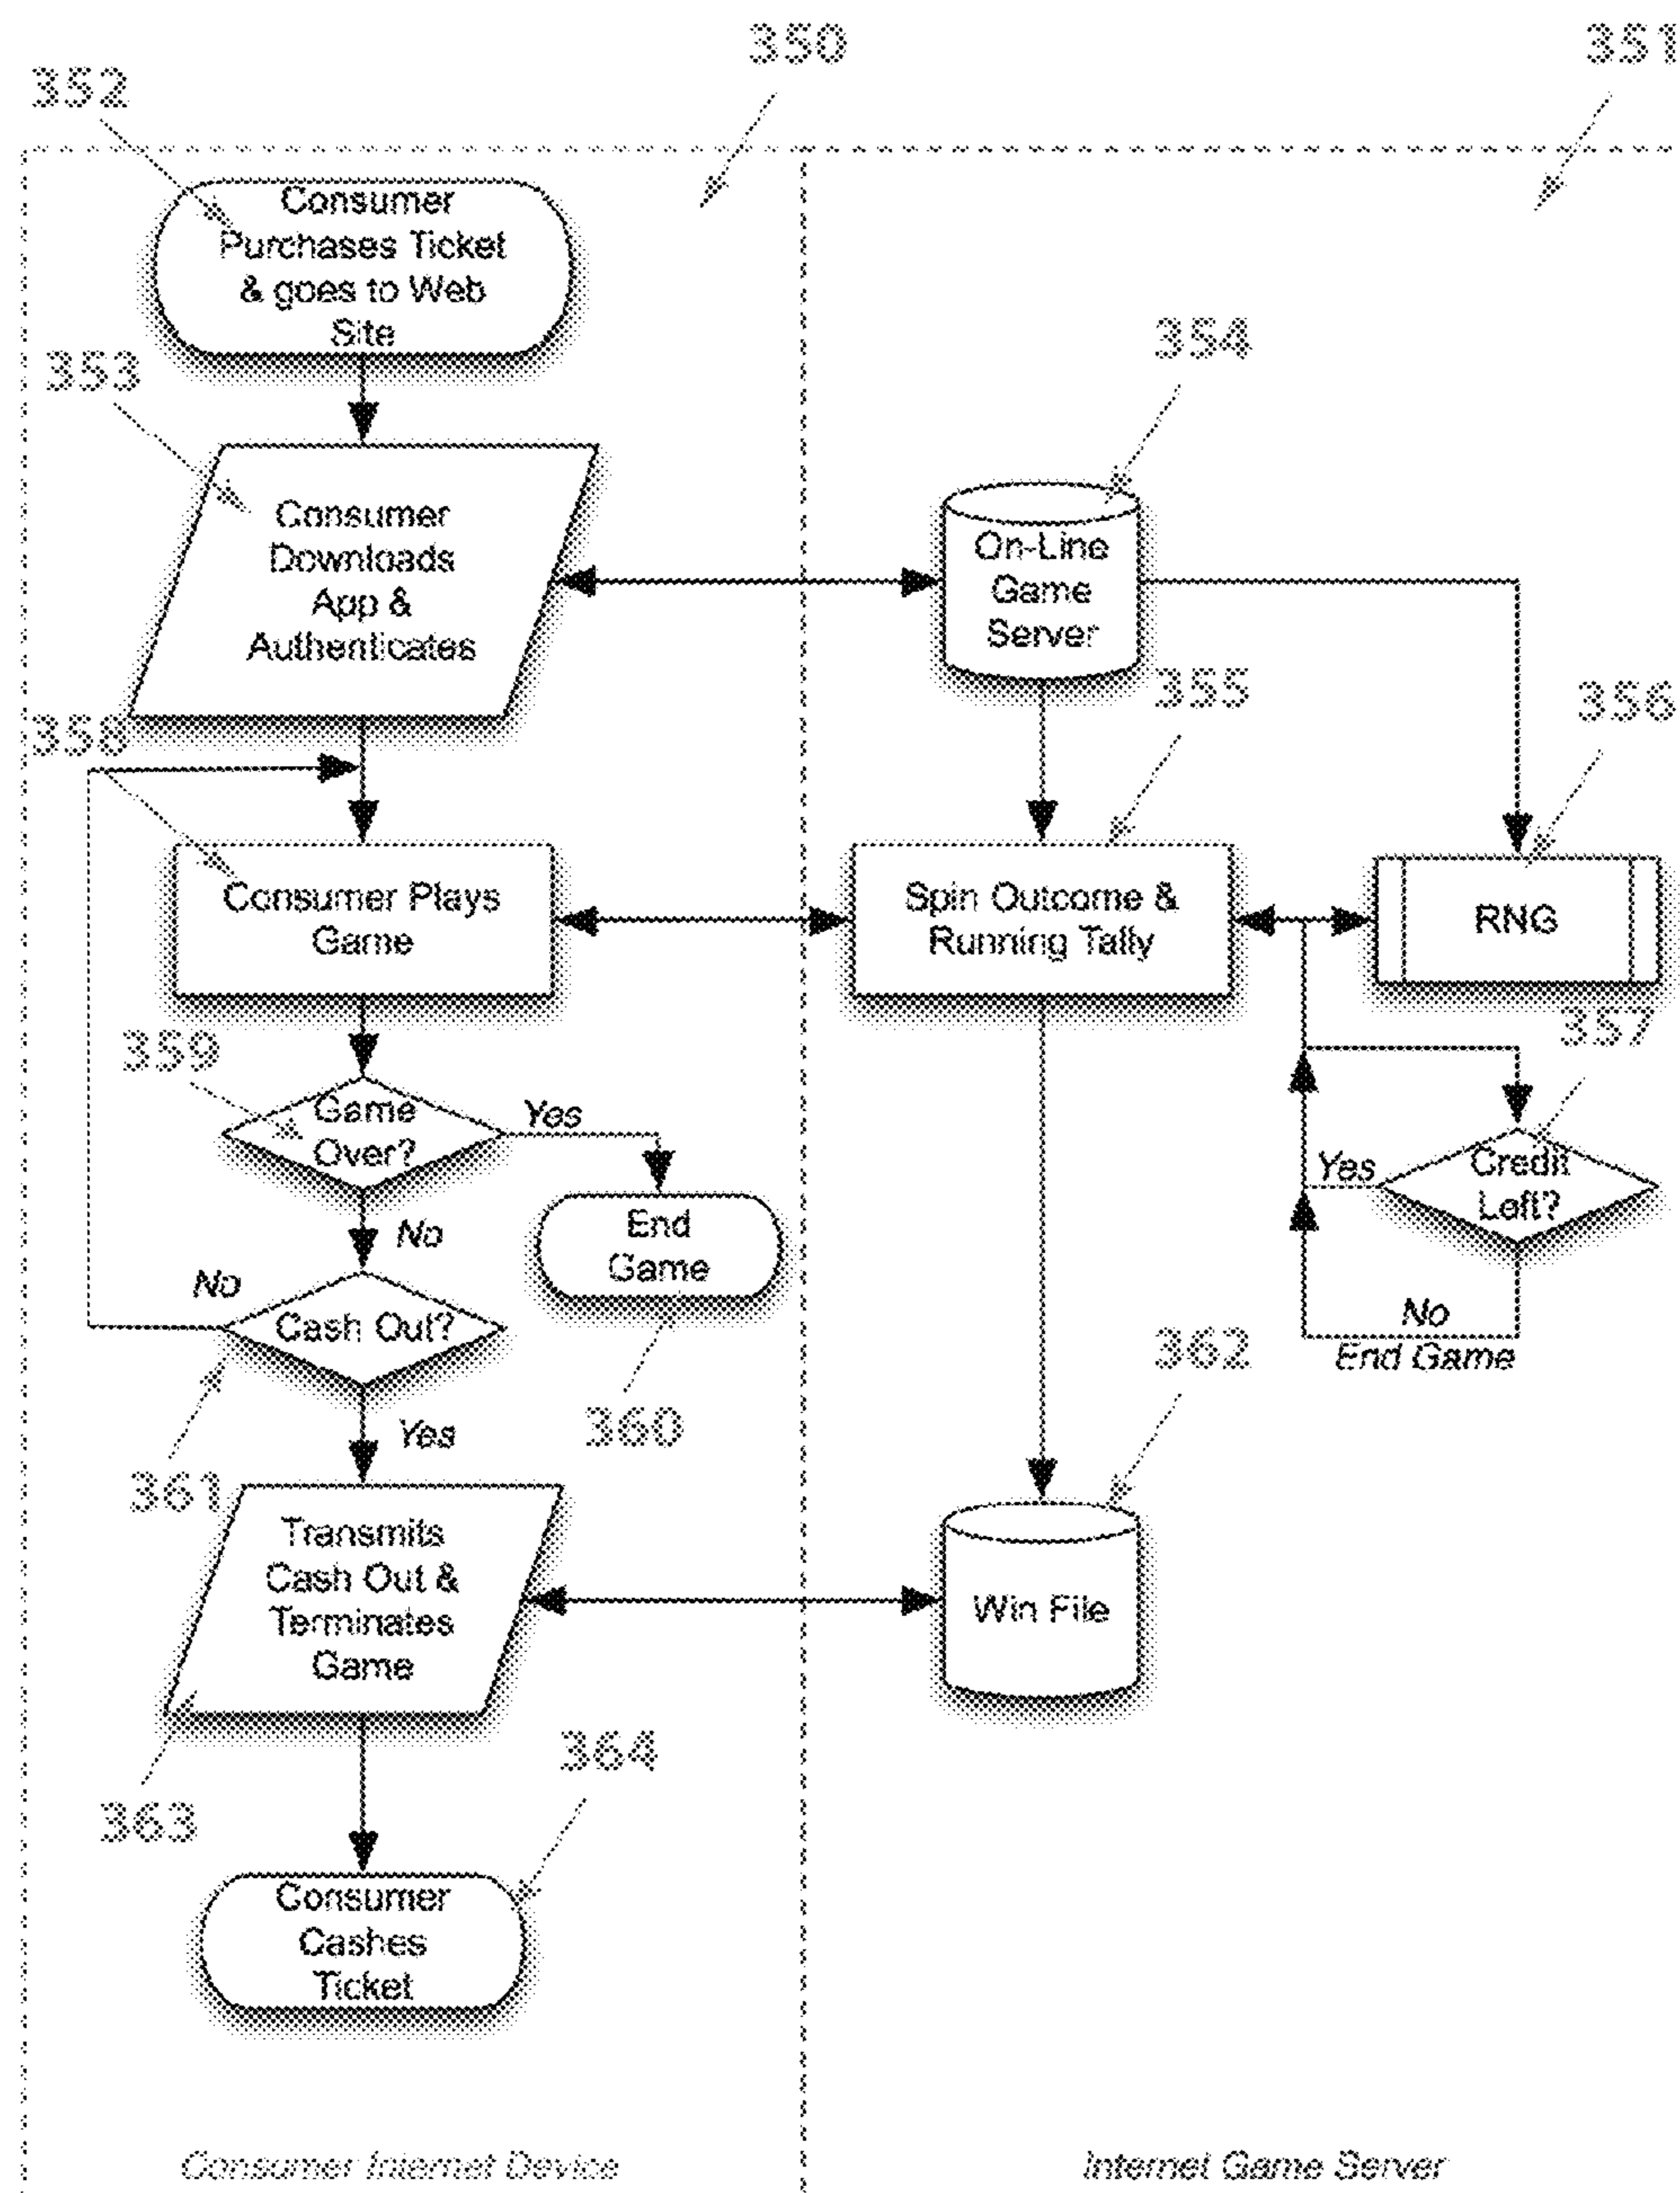 350
351
352
Consumer
Purchases Ticket
& goes to Web
Site
353
Consumer
Downloads
App &
Authenticates
354
On-Line
Game
Server
355
356
358
Consumer Plays
Game
Spin Outcome &
Running Tally
RNG
357
359
Game
Over?
Yes
No
End
Game
360
Credit
Left?
Yes
No
End Game
No
Cash Out?
Yes
361
362
Transmits
Cash Out &
Terminates
Game
Win File
363
364
Consumer
Cashes
Ticket
Consumer Internet Device
Internet Game Server